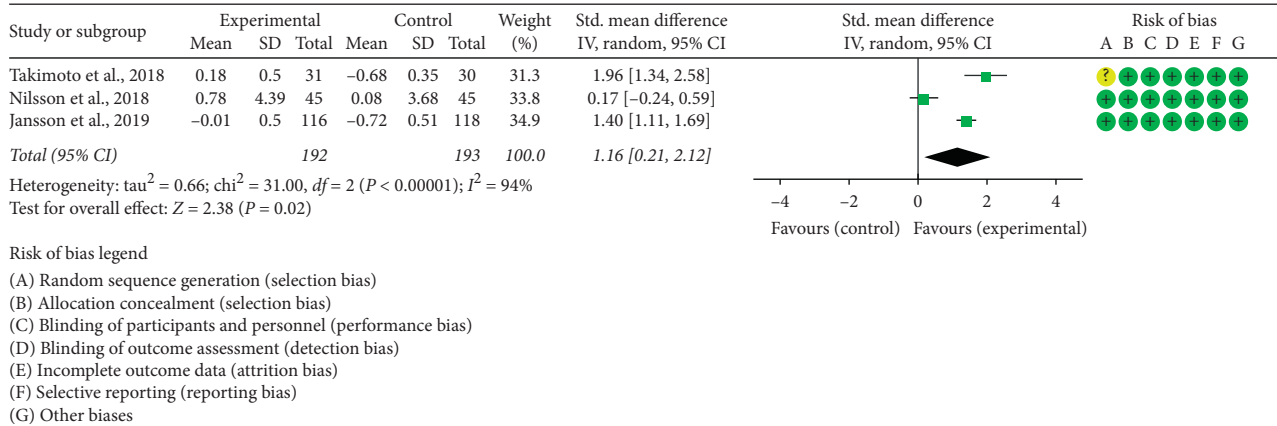 Study or subgroup Experimental Control Weight Std. mean difference Std. mean difference Risk of bias
Mean SD Total Mean SD Total (%) IV, random, 95% CI IV, random, 95% CI A B C D E F G
Takimoto et al., 2018 0.18 0.5 31 −0.68 0.35 30 31.3 1.96 [1.34, 2.58] ? + + + + + +
Nilsson et al., 2018 0.78 4.39 45 0.08 3.68 45 33.8 0.17 [−0.24, 0.59] + + + + + + +
Jansson et al., 2019 −0.01 0.5 116 −0.72 0.51 118 34.9 1.40 [1.11, 1.69] + + + + + + +
Total (95% CI) 192 193 100.0 1.16 [0.21, 2.12]
Heterogeneity: tau² = 0.66; chi² = 31.00, df = 2 (P < 0.00001); I² = 94%
Test for overall effect: Z = 2.38 (P = 0.02)
−4 −2 0 2 4
Favours (control) Favours (experimental)
Risk of bias legend
(A) Random sequence generation (selection bias)
(B) Allocation concealment (selection bias)
(C) Blinding of participants and personnel (performance bias)
(D) Blinding of outcome assessment (detection bias)
(E) Incomplete outcome data (attrition bias)
(F) Selective reporting (reporting bias)
(G) Other biases